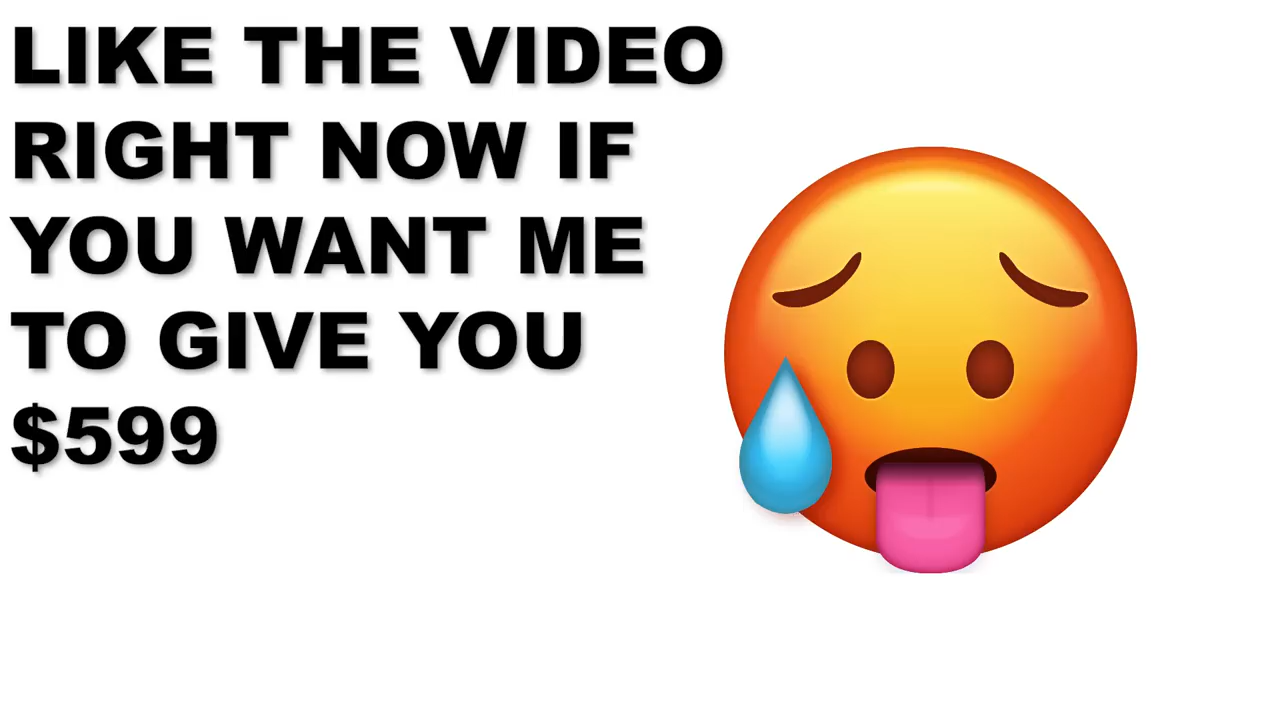 LIKE THE VIDEO
RIGHT NOW IF
YOU WANT ME
TO GIVE YOU
$599